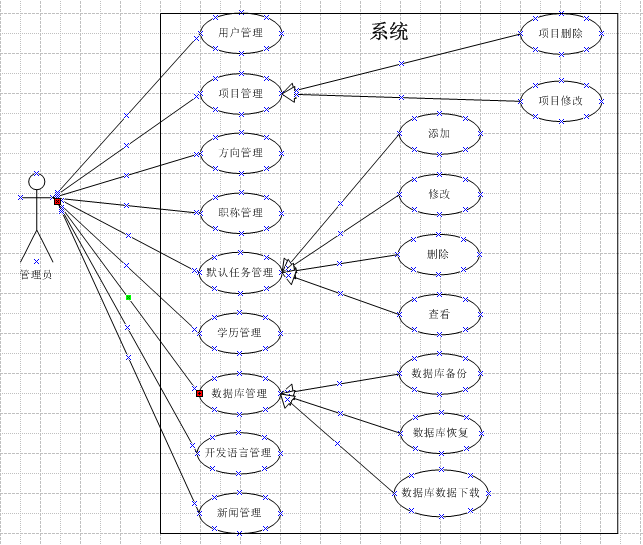 系统
用户管理
项目删除
项目管理
项目修改
添加
方向管理
修改
职称管理
删除
管理员
默认任务管理
查看
学历管理
数据库备份
数据库管理
数据库恢复
开发语言管理
数据库数据下载
新闻管理